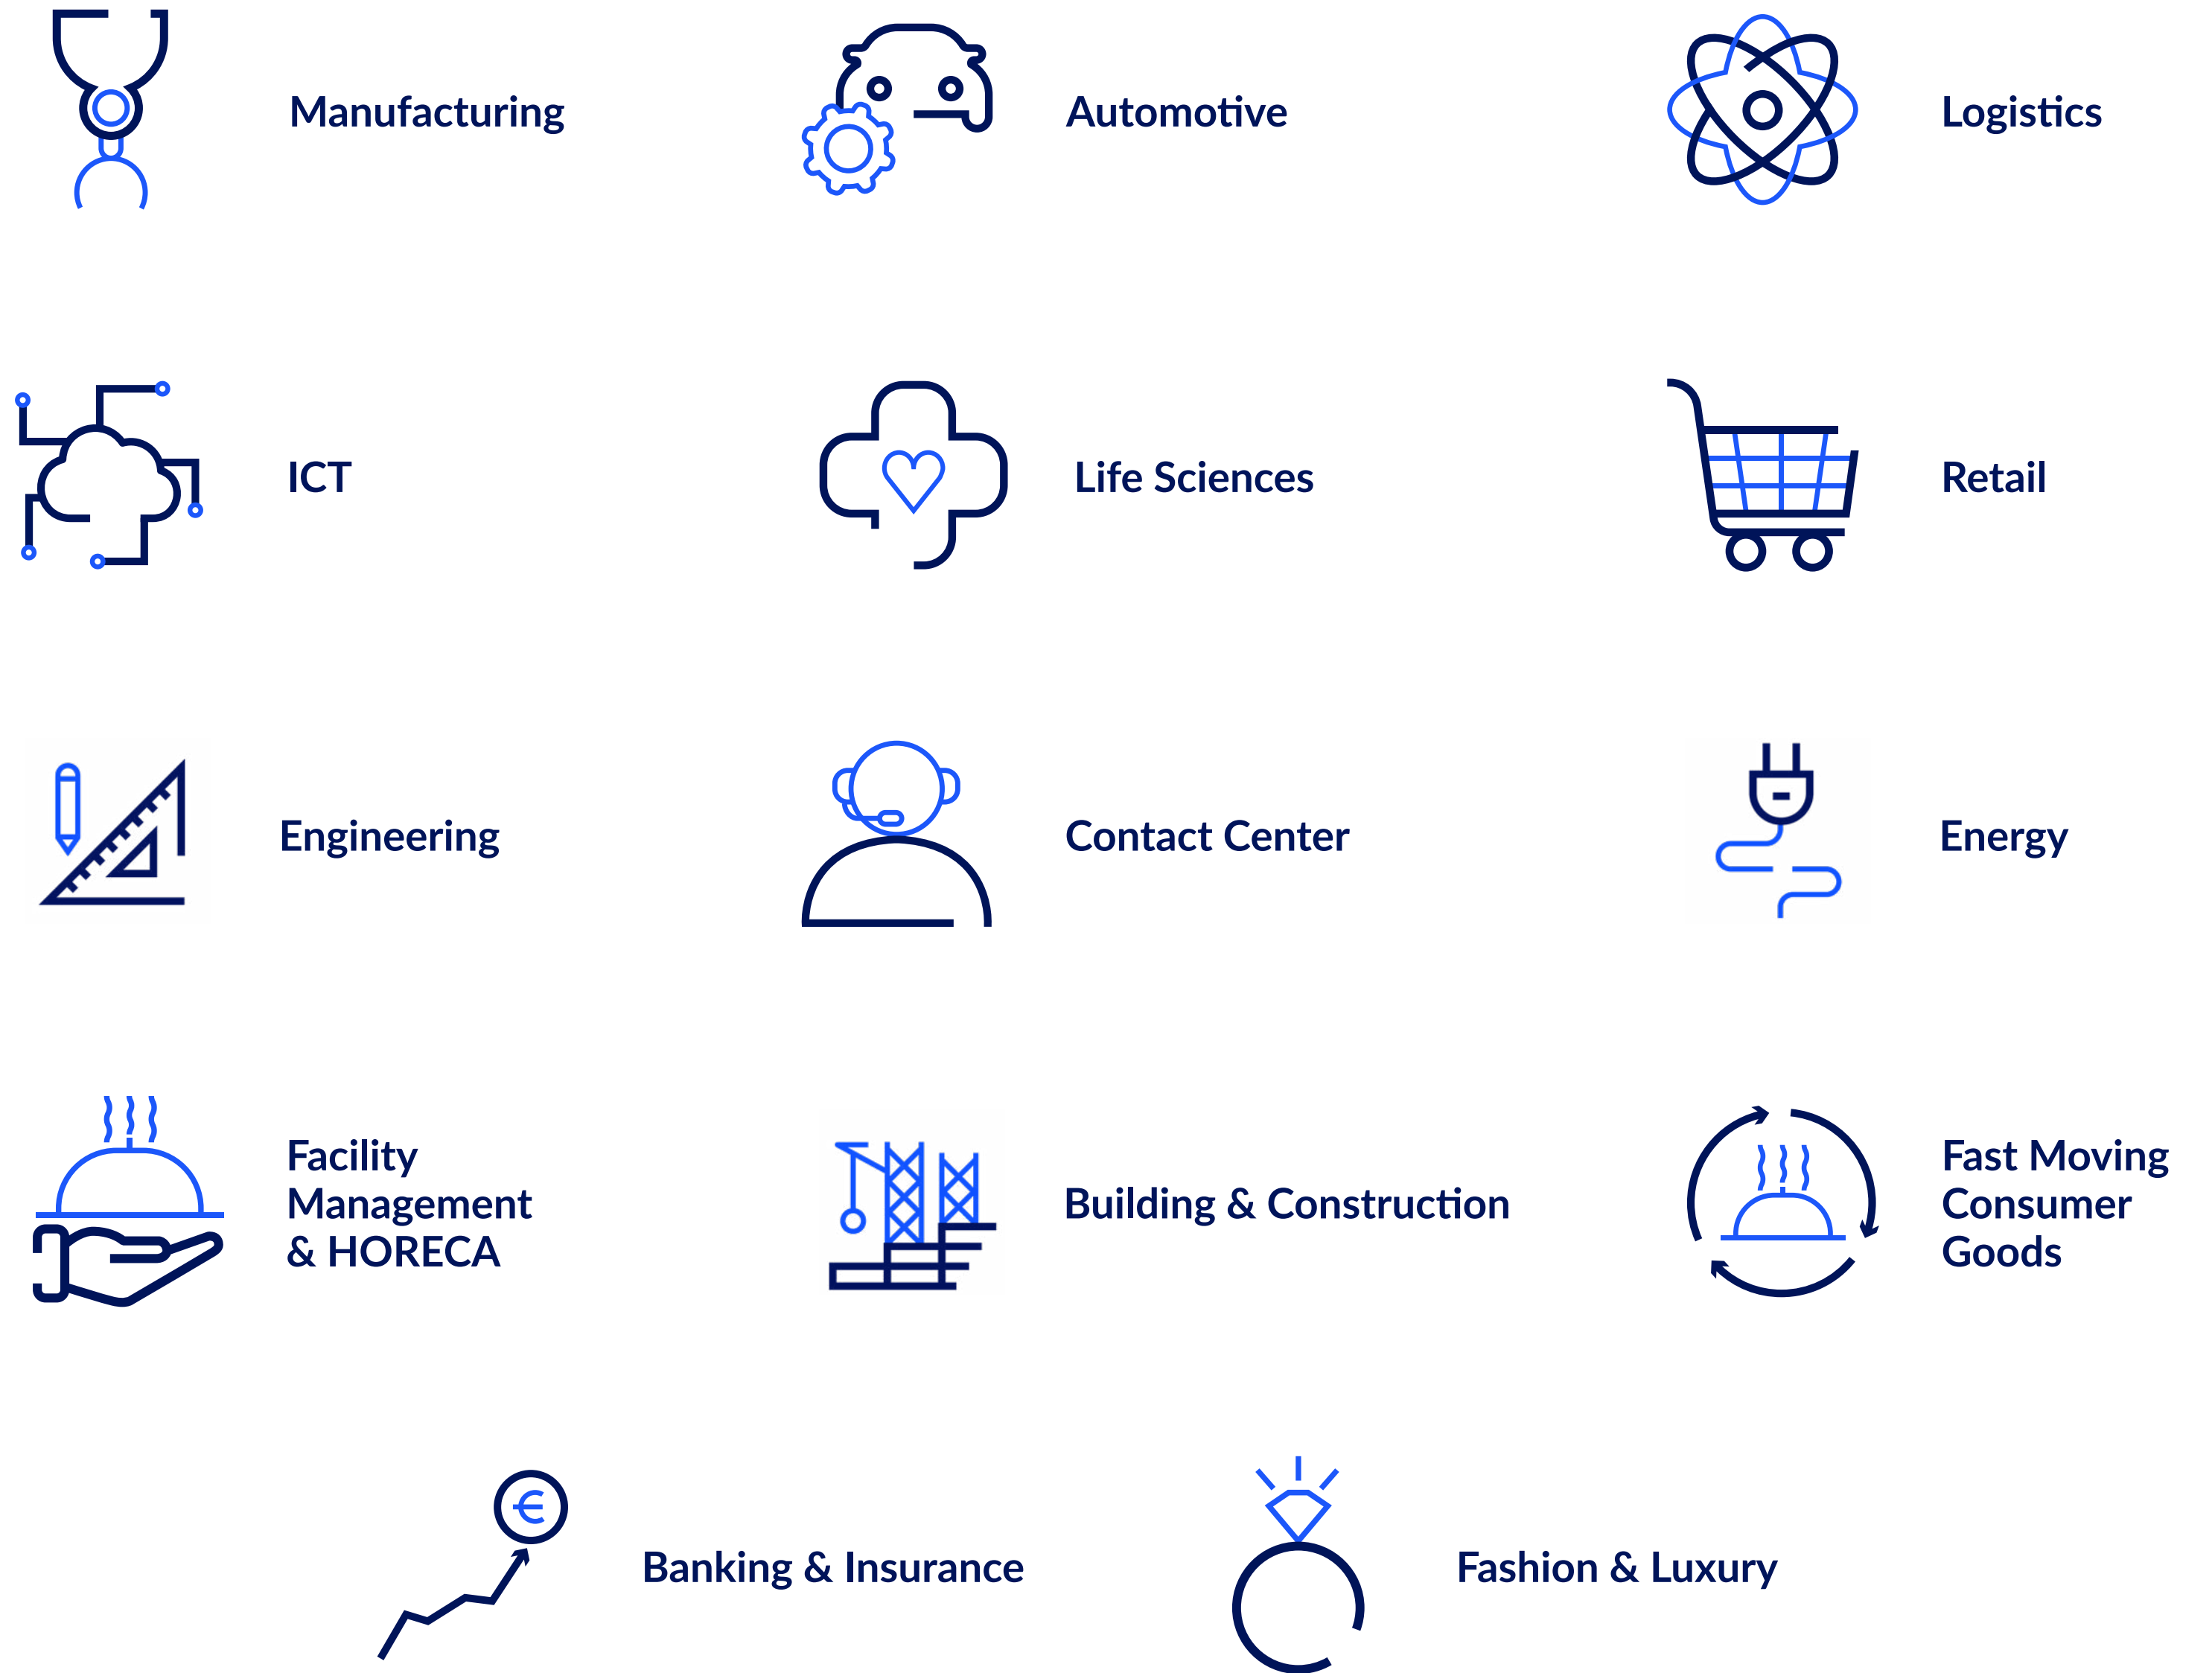 Manufacturing
Automotive
Logistics
ICT
Life Sciences
Retail
Engineering
Contact Center
Energy
Facility
Management
& HORECA
Building & Construction
Fast Moving
Consumer
Goods
€
Banking & Insurance
Fashion & Luxury